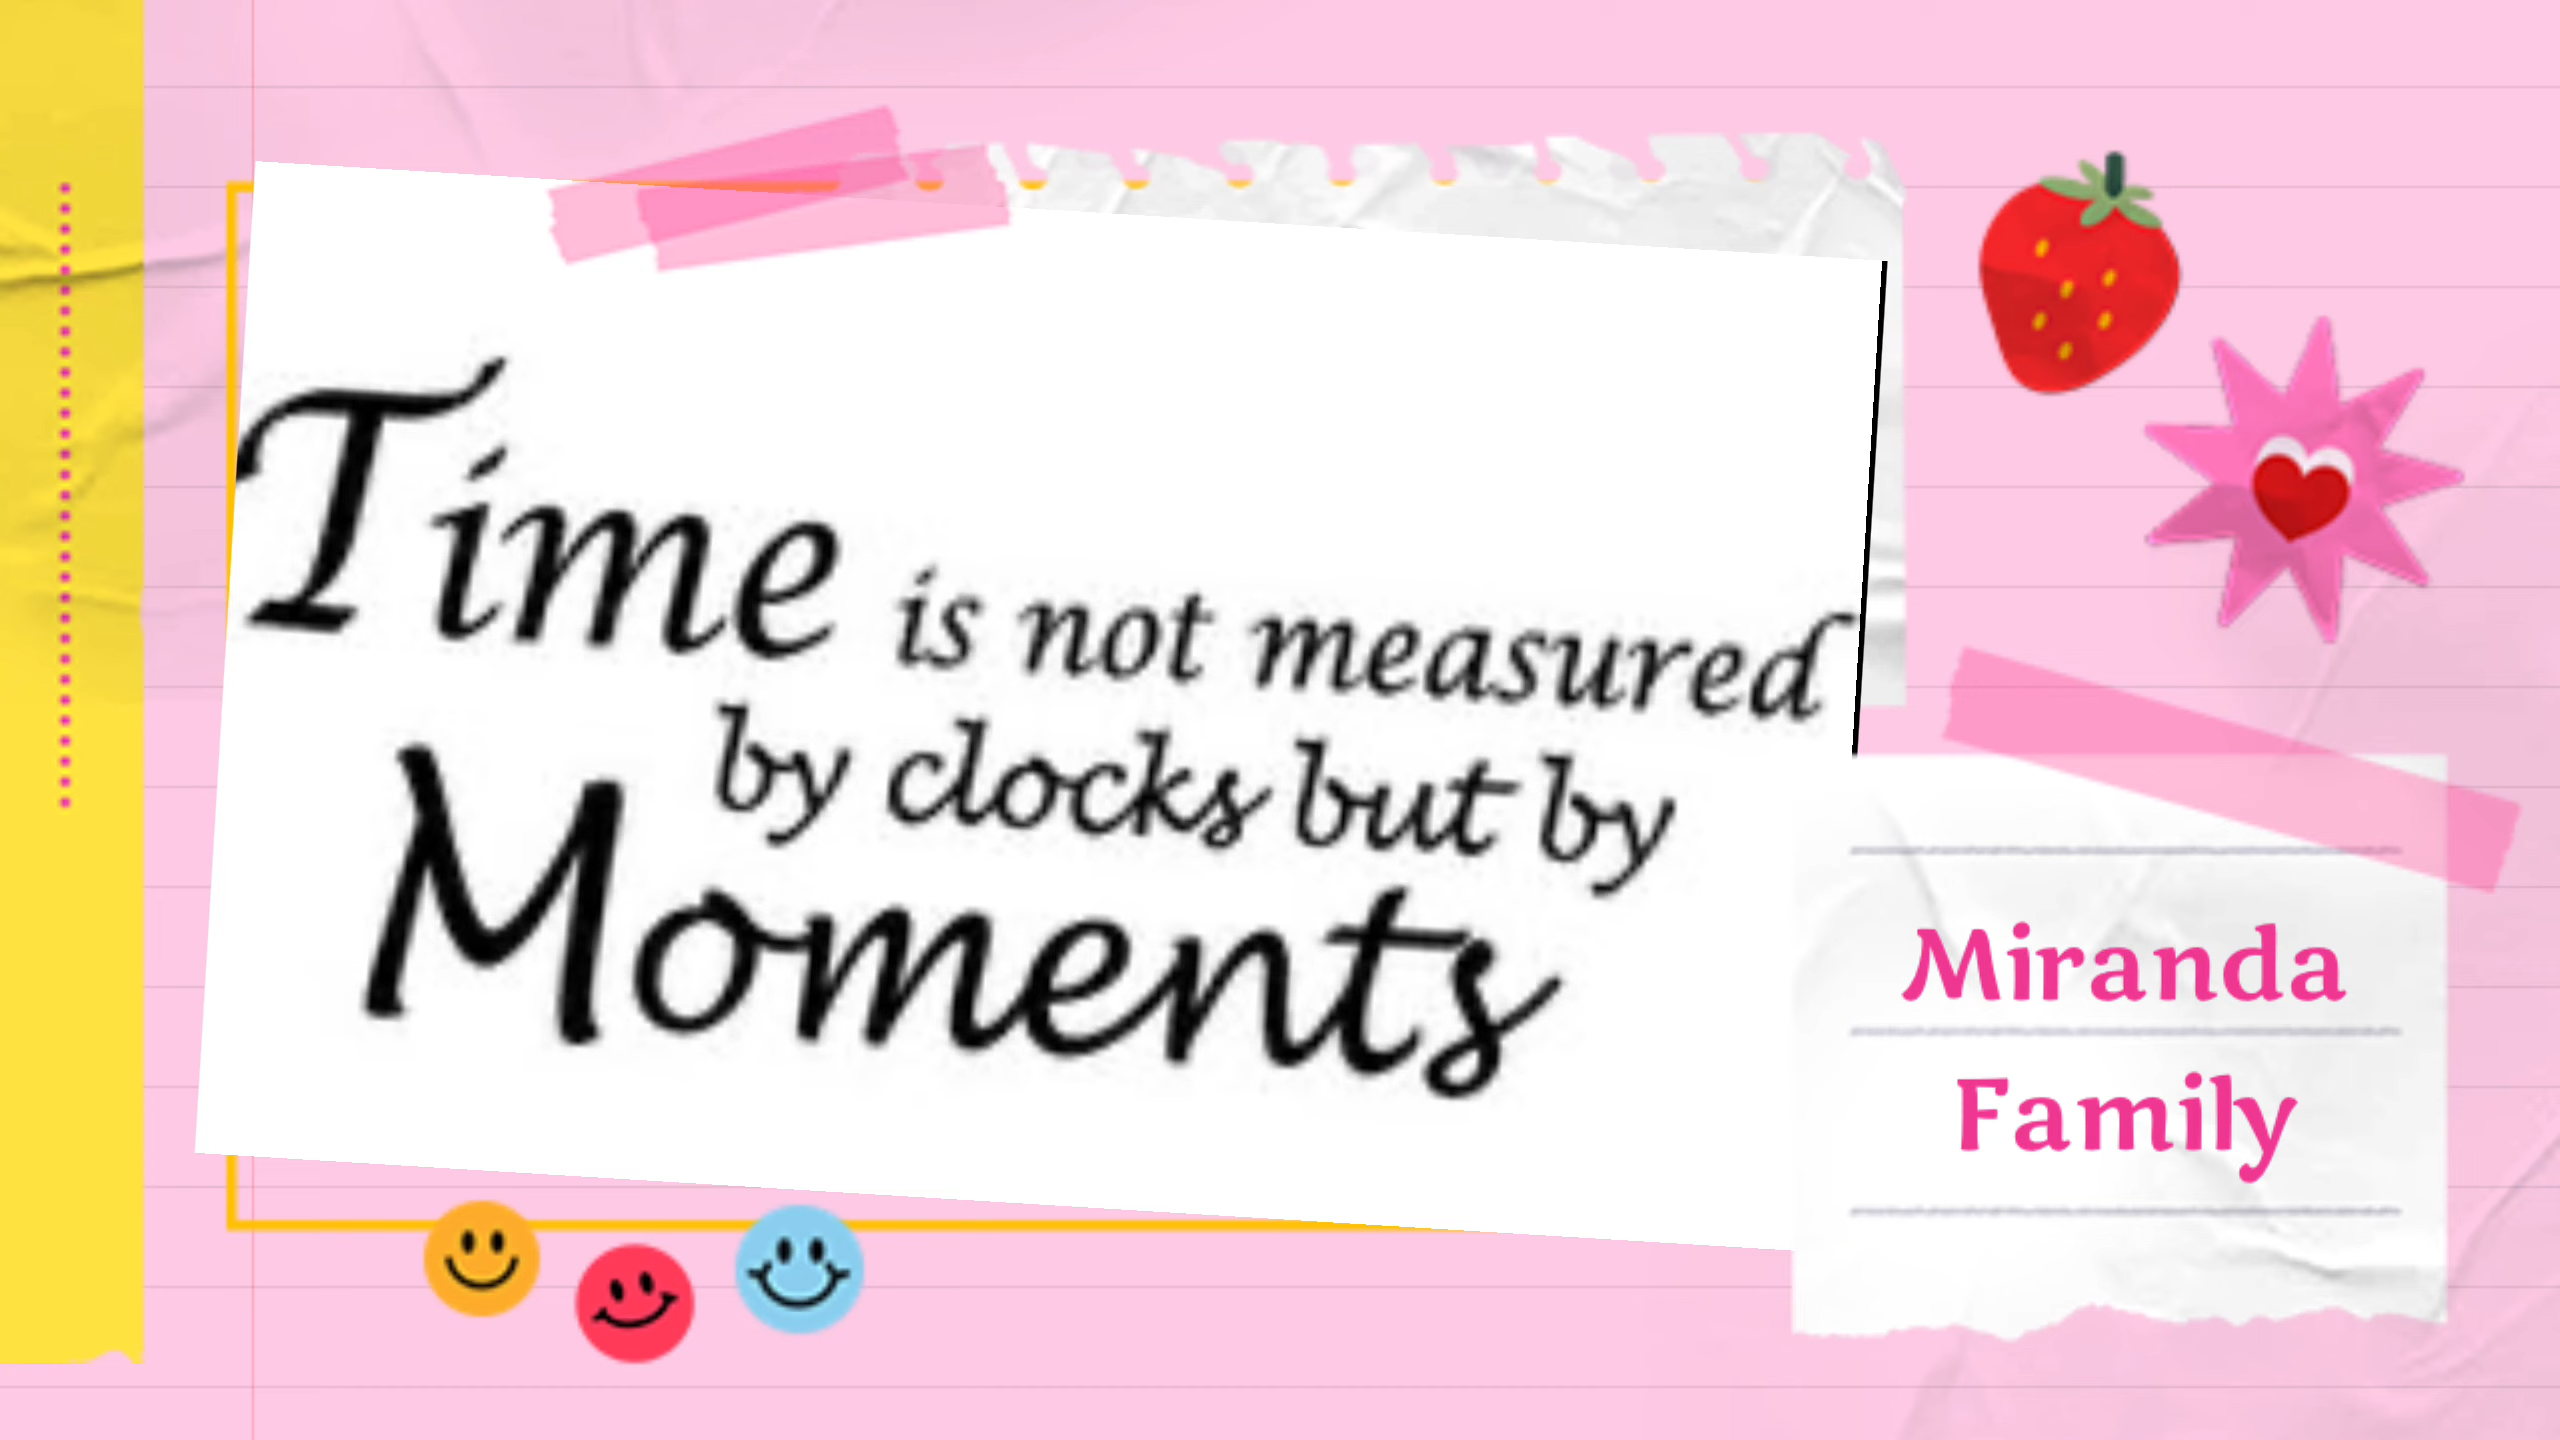 Time is not measured
by clocks but by
Moments
Miranda
Family